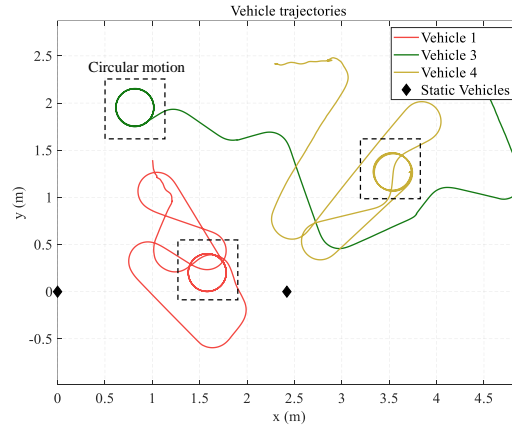 Vehicle trajectories
Vehicle 1
Vehicle 3
Vehicle 4
Static Vehicles
Circular motion
2.5
2
1.5
1
0.5
0
-0.5
y (m)
0 0.5 1 1.5 2 2.5 3 3.5 4 4.5
x (m)